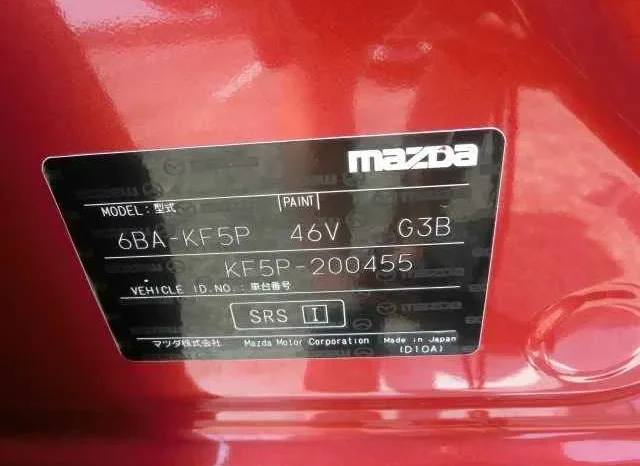 mazda
MODEL:型式 PAINT
6BA-KF5P 46V G3B
KF5P-200455
VEHICLE ID.NO.:車台番号
SRS I
マツダ株式会社 Mazda Motor Corporation Made in Japan
(D10A)